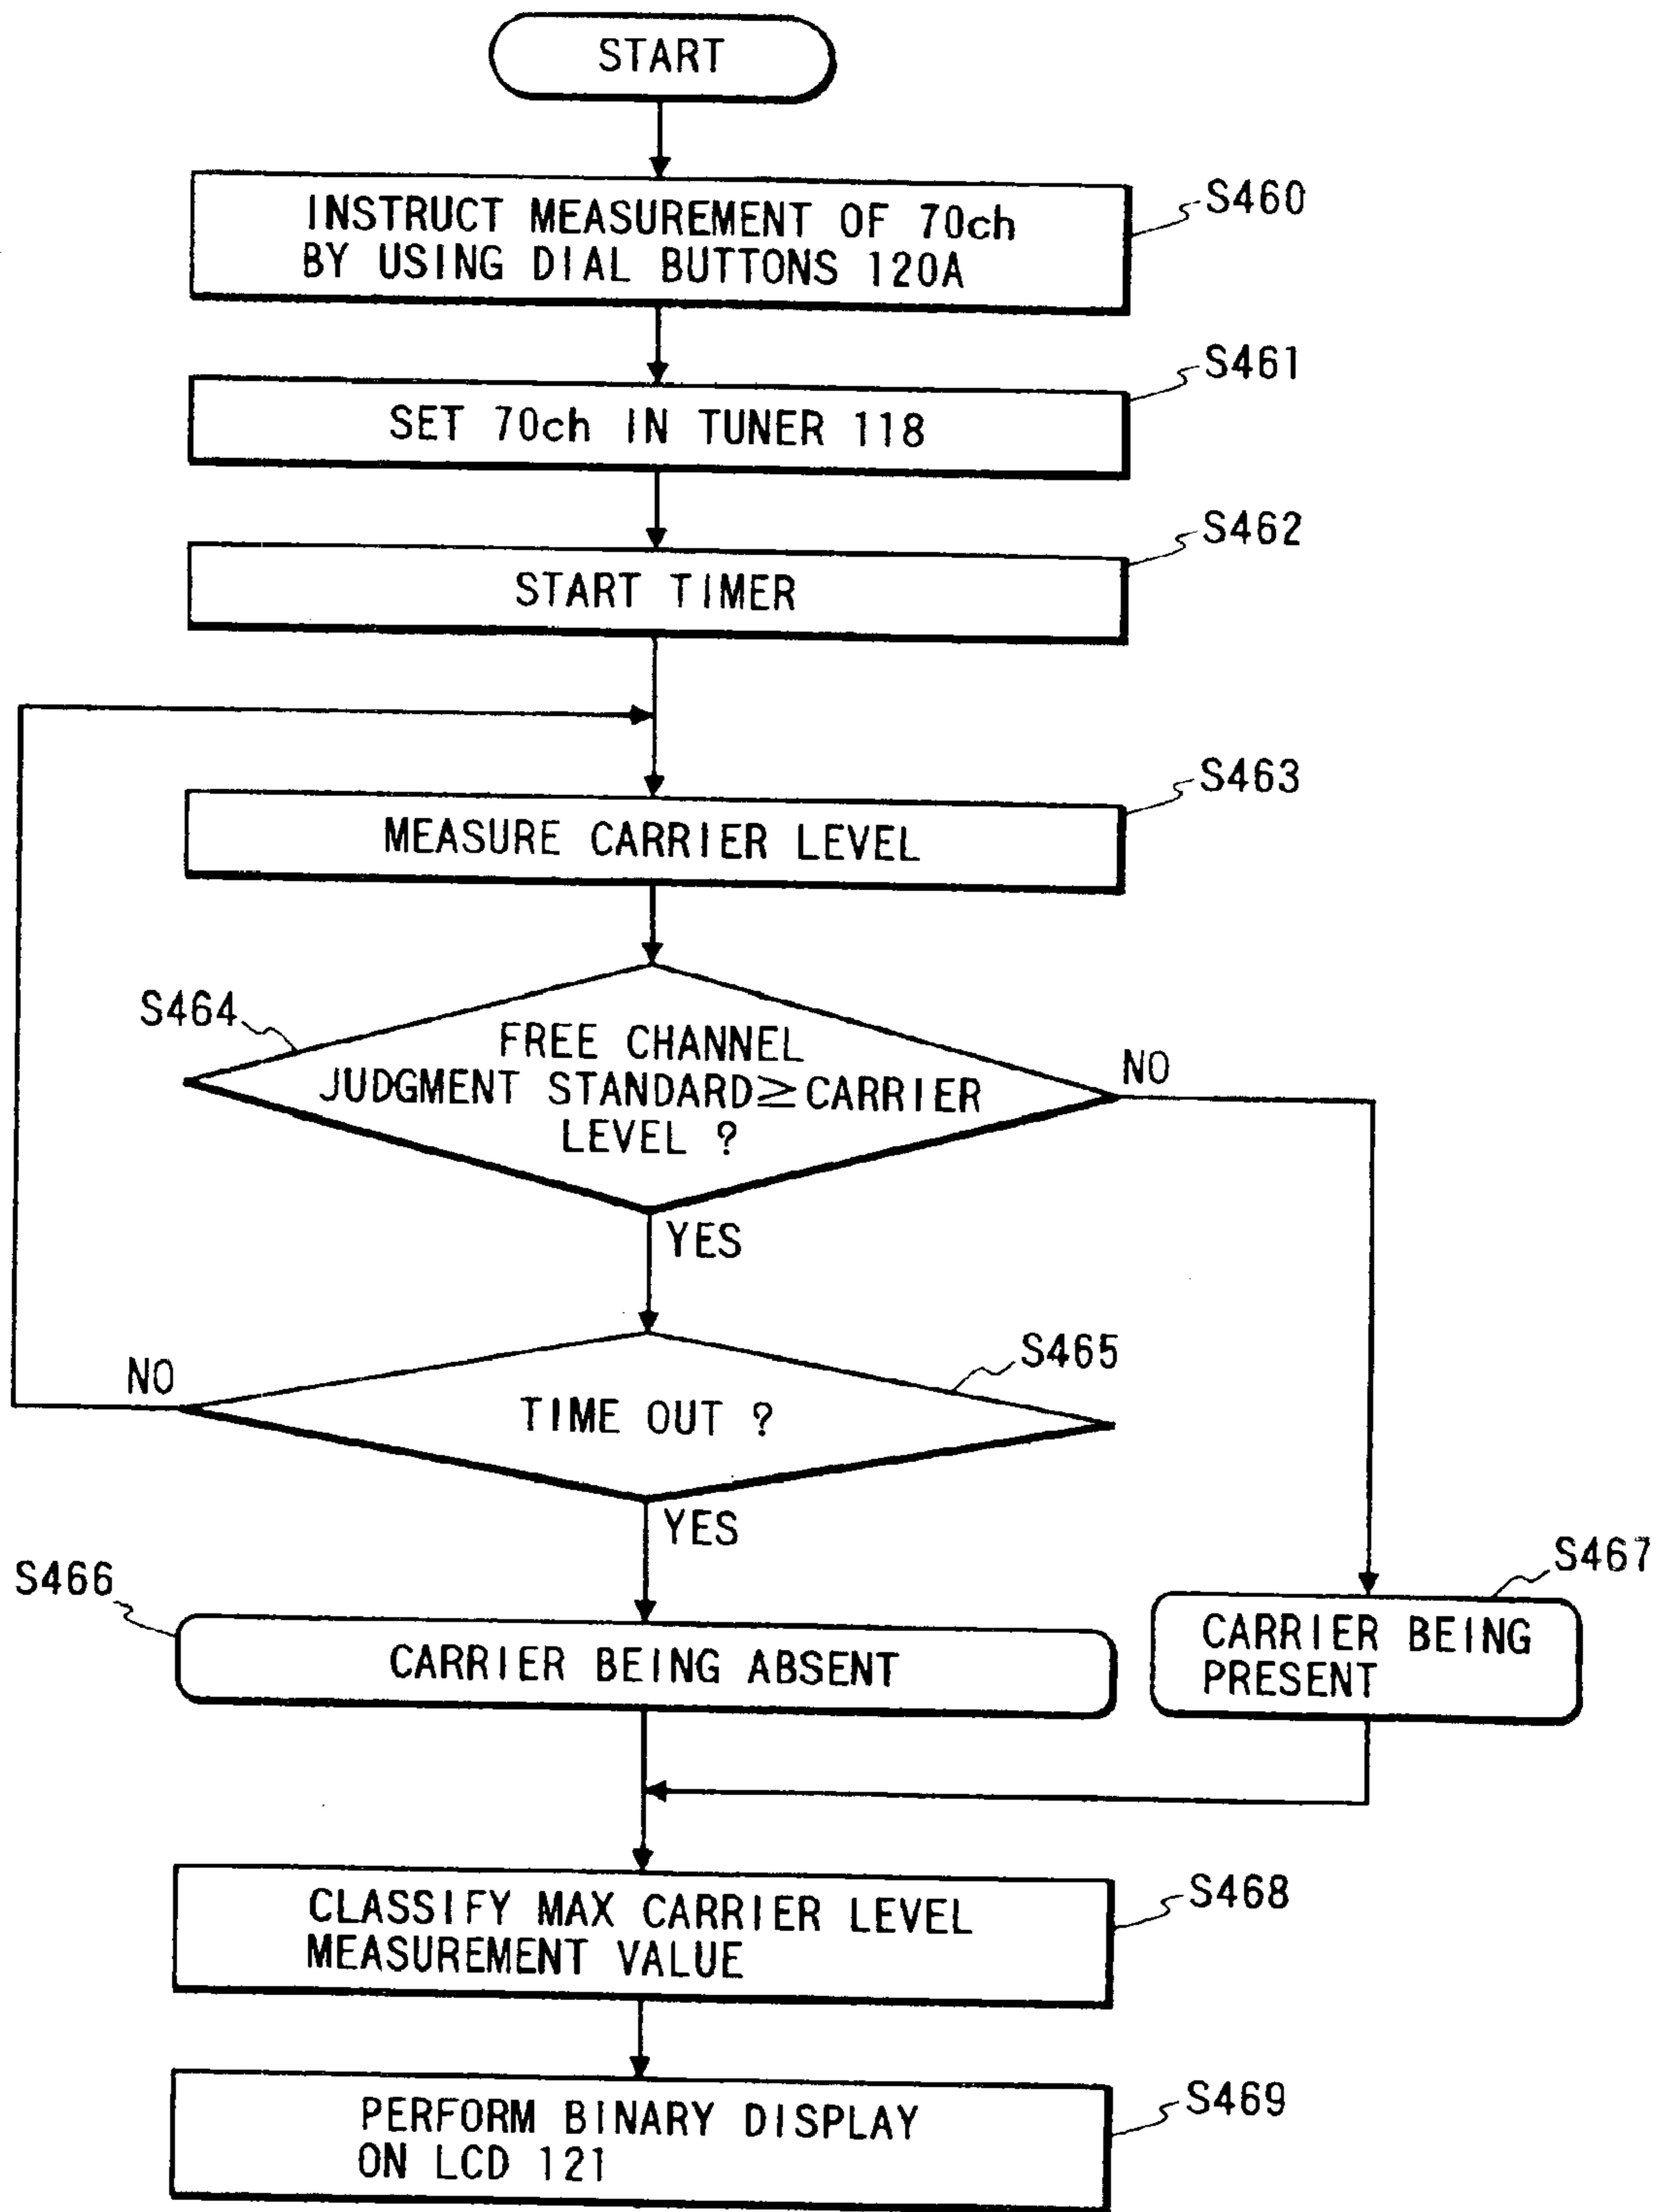 START
INSTRUCT MEASUREMENT OF 70ch
BY USING DIAL BUTTONS 120A
S460
SET 70ch IN TUNER 118
S461
START TIMER
S462
MEASURE CARRIER LEVEL
S463
S464
FREE CHANNEL
JUDGMENT STANDARD≧CARRIER
LEVEL ?
NO
YES
NO
TIME OUT ?
S465
YES
S466
CARRIER BEING ABSENT
S467
CARRIER BEING
PRESENT
CLASSIFY MAX CARRIER LEVEL
MEASUREMENT VALUE
S468
PERFORM BINARY DISPLAY
ON LCD 121
S469